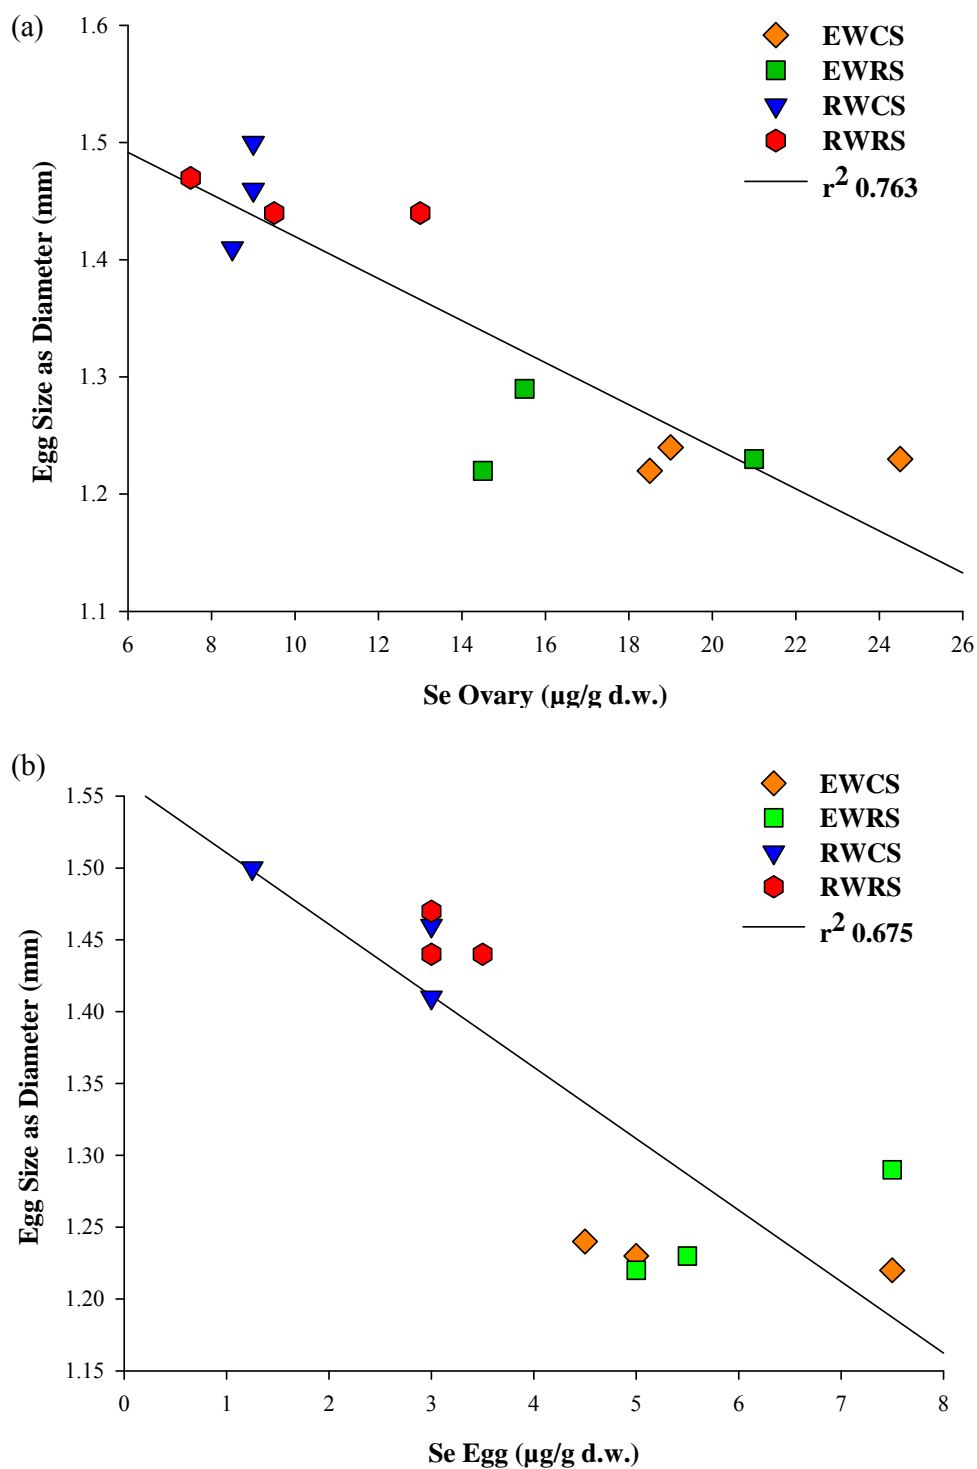 (a)
EWCS
EWRS
RWCS
RWRS
r2 0.763
Egg Size as Diameter (mm)
1.6
1.5
1.4
1.3
1.2
1.1
6 8 10 12 14 16 18 20 22 24 26
Se Ovary (µg/g d.w.)
(b)
EWCS
EWRS
RWCS
RWRS
r2 0.675
Egg Size as Diameter (mm)
1.55
1.50
1.45
1.40
1.35
1.30
1.25
1.20
1.15
0 1 2 3 4 5 6 7 8
Se Egg (µg/g d.w.)